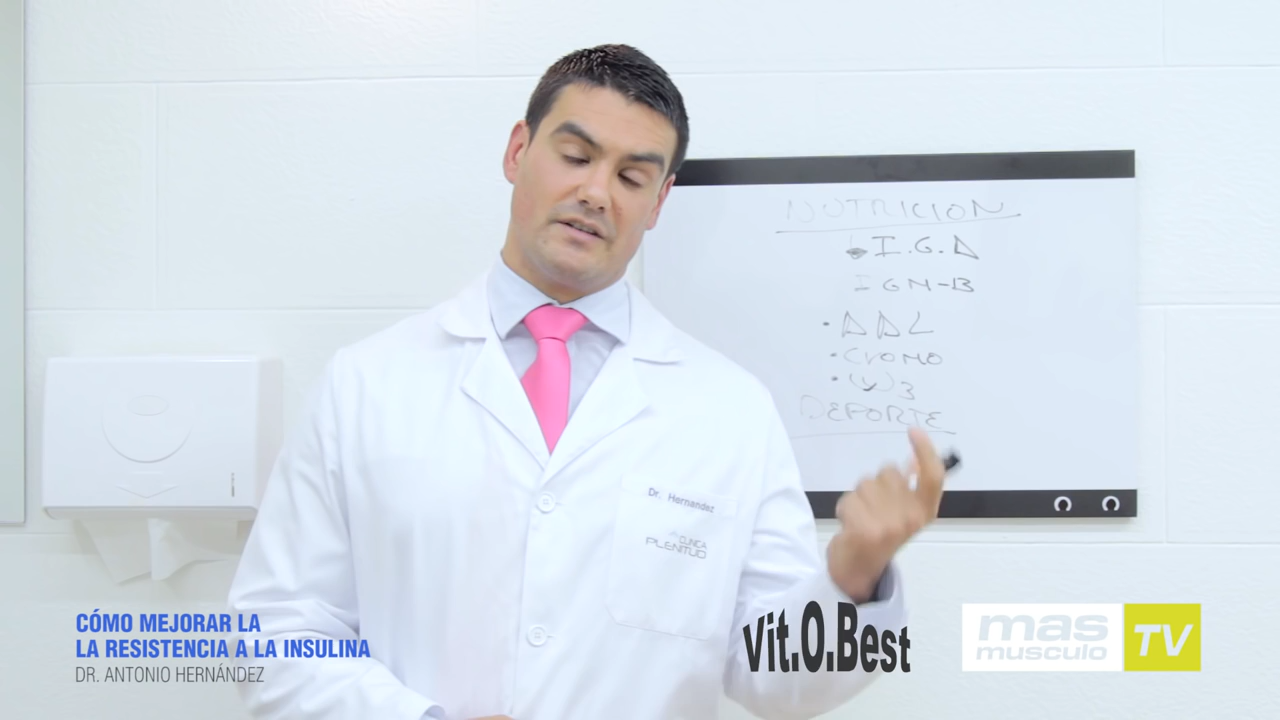 NUTRICION
I.G.A
IGN-B
• AAL
• Cromo
• (W)3
DEPORTE
Dr. Hernandez
CLINICA
PLENITUD
CÓMO MEJORAR LA
LA RESISTENCIA A LA INSULINA
DR. ANTONIO HERNÁNDEZ
Vit.O.Best
mas
musculo
TV